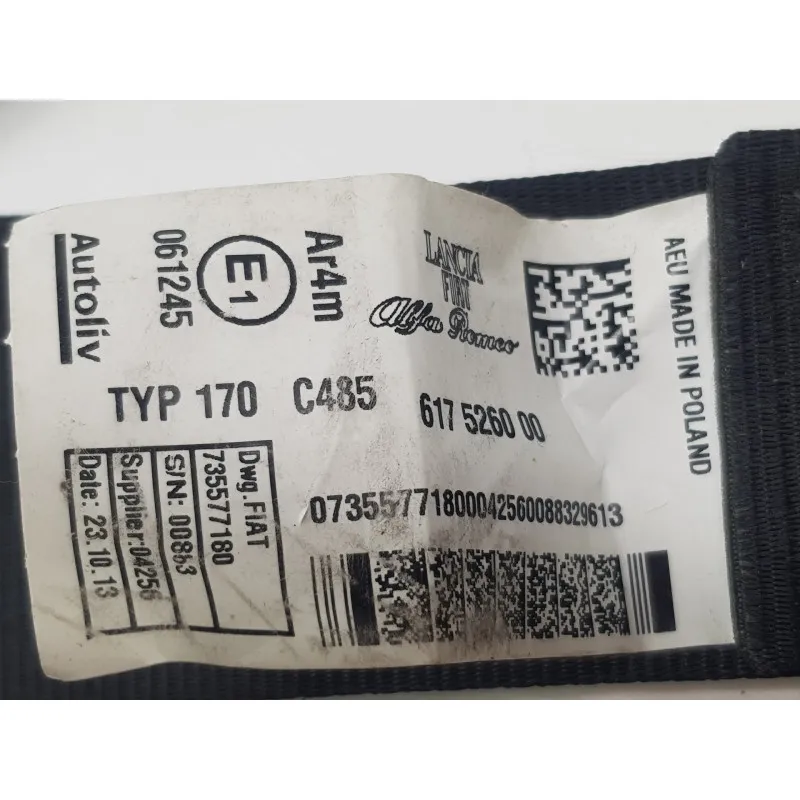 Autoliv
061245
E1
Ar4m
LANCIA
FIAT
Alfa Romeo
TYP 170 C485
617 5260 00
Dwg.FIAT
735577180
S/N: 00883
Supplier:04256
Date: 23.10.13
07355771800042560088329613
AEU MADE IN POLAND